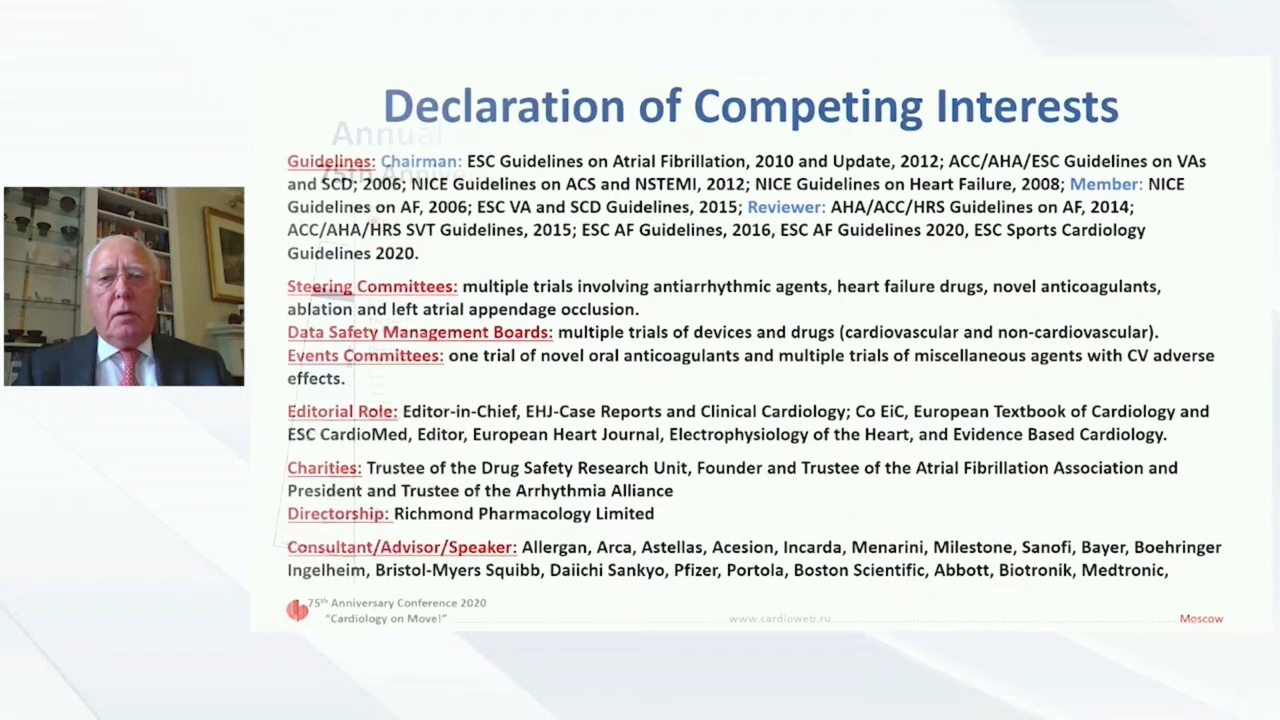 Declaration of Competing Interests
Annual
75th Anniv
Guidelines: Chairman: ESC Guidelines on Atrial Fibrillation, 2010 and Update, 2012; ACC/AHA/ESC Guidelines on VAs
and SCD; 2006; NICE Guidelines on ACS and NSTEMI, 2012; NICE Guidelines on Heart Failure, 2008; Member: NICE
Guidelines on AF, 2006; ESC VA and SCD Guidelines, 2015; Reviewer: AHA/ACC/HRS Guidelines on AF, 2014;
ACC/AHA/HRS SVT Guidelines, 2015; ESC AF Guidelines, 2016, ESC AF Guidelines 2020, ESC Sports Cardiology
Guidelines 2020.
Steering Committees: multiple trials involving antiarrhythmic agents, heart failure drugs, novel anticoagulants,
ablation and left atrial appendage occlusion.
Data Safety Management Boards: multiple trials of devices and drugs (cardiovascular and non-cardiovascular).
Events Committees: one trial of novel oral anticoagulants and multiple trials of miscellaneous agents with CV adverse
effects.
Editorial Role: Editor-in-Chief, EHJ-Case Reports and Clinical Cardiology; Co EiC, European Textbook of Cardiology and
ESC CardioMed, Editor, European Heart Journal, Electrophysiology of the Heart, and Evidence Based Cardiology.
Charities: Trustee of the Drug Safety Research Unit, Founder and Trustee of the Atrial Fibrillation Association and
President and Trustee of the Arrhythmia Alliance
Directorship: Richmond Pharmacology Limited
Consultant/Advisor/Speaker: Allergan, Arca, Astellas, Acesion, Incarda, Menarini, Milestone, Sanofi, Bayer, Boehringer
Ingelheim, Bristol-Myers Squibb, Daiichi Sankyo, Pfizer, Portola, Boston Scientific, Abbott, Biotronik, Medtronic,
75th Anniversary Conference 2020
"Cardiology on Move!"
www.cardioweb.ru
Moscow